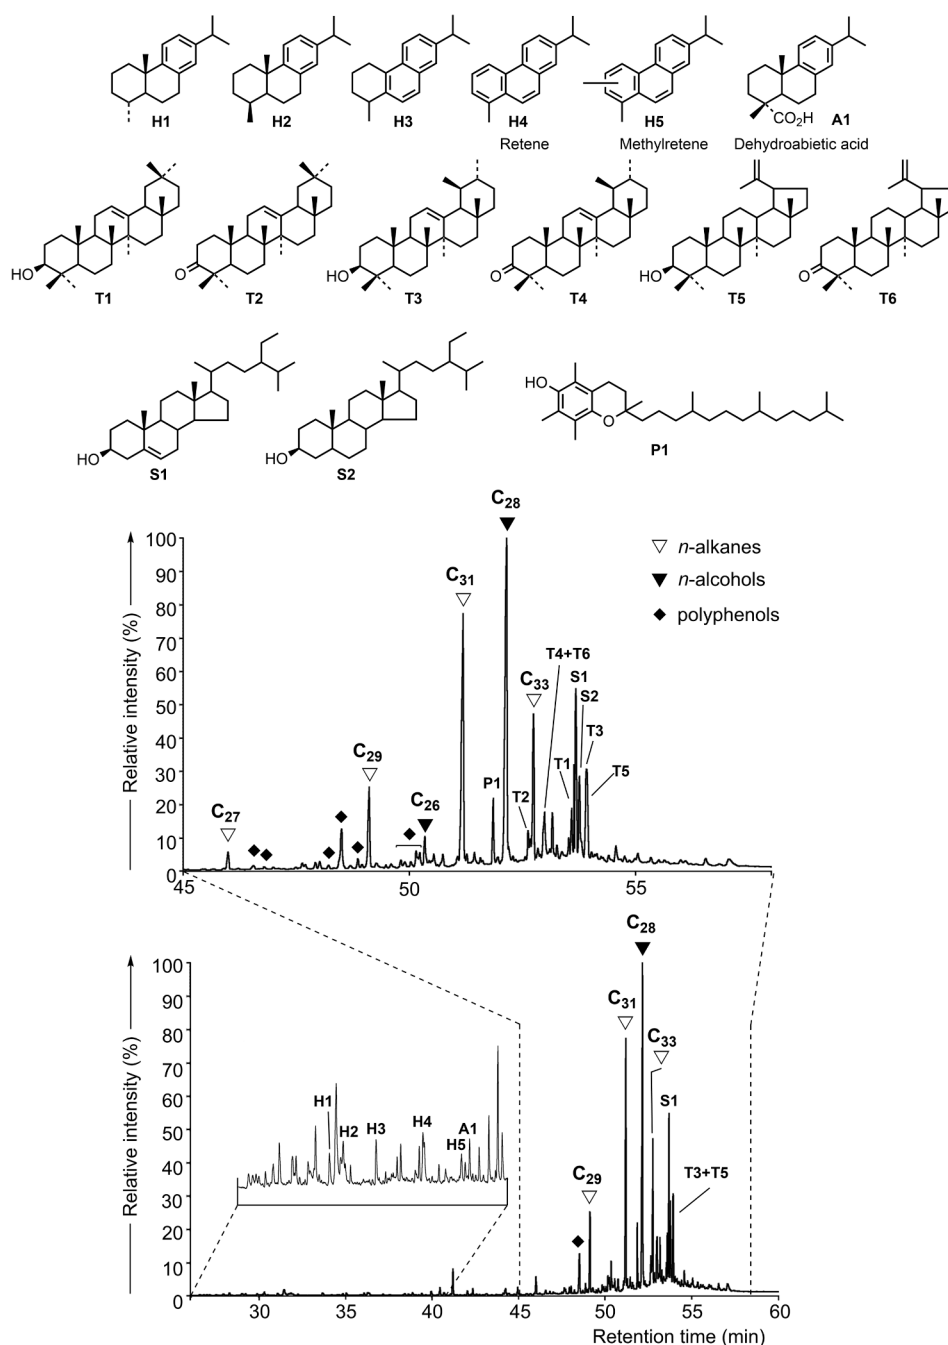 H1 H2 H3 H4 H5 CO₂H A1
Retene Methylretene Dehydroabietic acid
HO O HO O HO O
T1 T2 T3 T4 T5 T6
HO HO HO O
S1 S2 P1
C₂₈
100
90
80
70
60
50
40
30
20
10
0
Relative intensity (%)
45 50 55
n-alkanes
n-alcohols
polyphenols
C₃₁
C₃₃
C₂₉
C₂₇
C₂₆
P1
T2
T4+T6
T1
S1
S2
T3
T5
C₂₈
100
90
80
70
60
50
40
30
20
10
0
Relative intensity (%)
C₃₁
C₃₃
S1
C₂₉
T3+T5
H1
H2
H3
H4
H5
A1
30 35 40 45 50 55 60
Retention time (min)